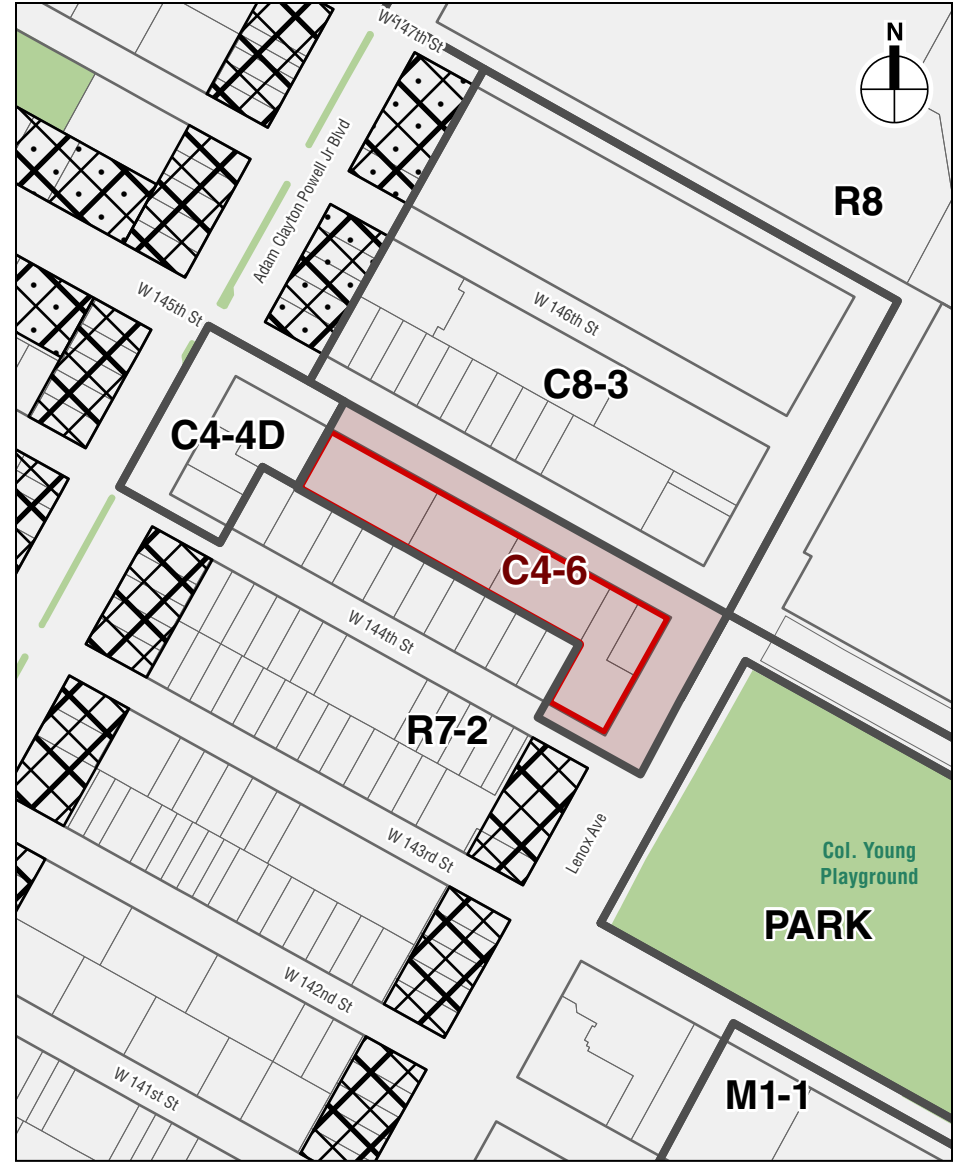 W 147th St
N
Adam Clayton Powell Jr Blvd
R8
W 145th St
W 146th St
C8-3
C4-4D
C4-6
W 144th St
R7-2
Lenox Ave
W 143rd St
Col. Young
Playground
PARK
W 142nd St
W 141st St
M1-1